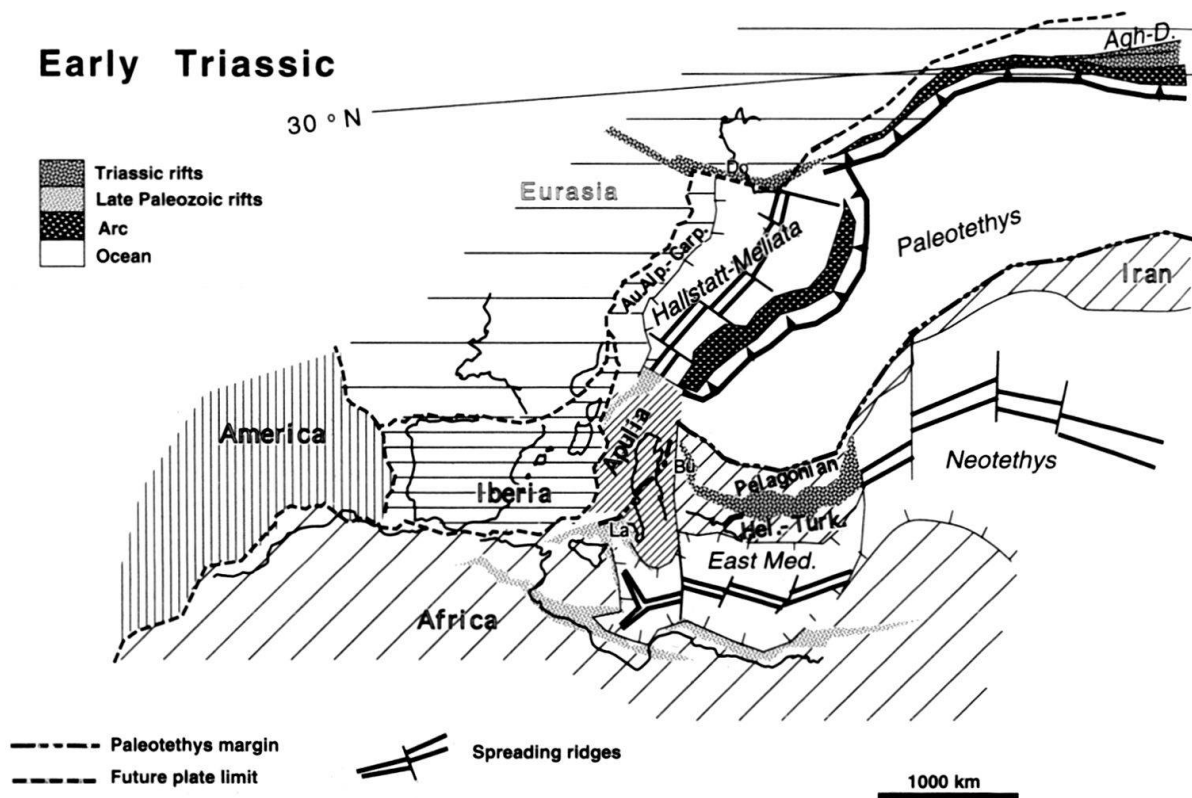 Early Triassic
Agh-D.
30 ° N
Triassic rifts
Late Paleozoic rifts
Arc
Ocean
Eurasia
Do
Paleotethys
Au.Alp.-Carp.
Hallstatt-Meliata
Iran
America
Apulia
Iberia
Bü
Pelagonian
Neotethys
La
Hel.-Turk.
East Med.
Africa
Paleotethys margin
Future plate limit
Spreading ridges
1000 km